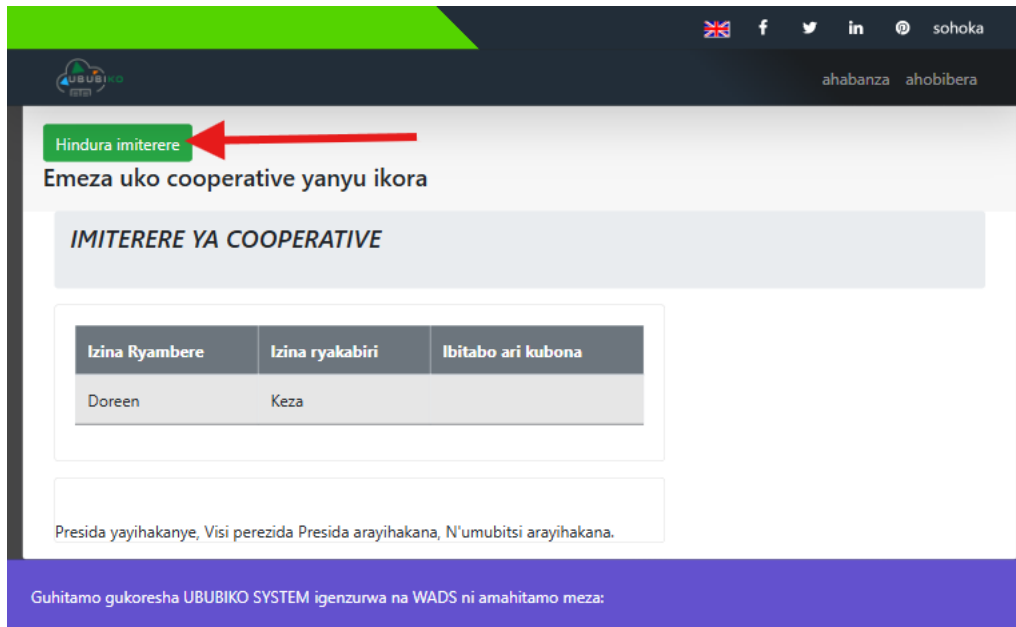 f in sohoka
UBUBIKO
ahabanza ahobibera
Hindura imiterere
Emeza uko cooperative yanyu ikora
IMITERERE YA COOPERATIVE
Izina Ryambere Izina ryakabiri Ibitabo ari kubona
Doreen Keza
Presida yayihakanye, Visi perezida Presida arayihakana, N'umubitsi arayihakana.
Guhitamo gukoresha UBUBIKO SYSTEM igenzurwa na WADS ni amahitamo meza: